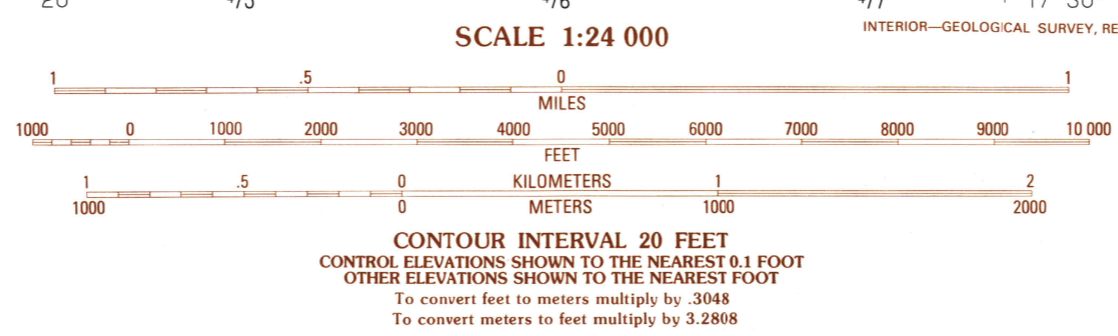 INTERIOR—GEOLOGICAL SURVEY, RE
SCALE 1:24 000
1 .5 0 1
MILES
1000 0 1000 2000 3000 4000 5000 6000 7000 8000 9000 10 000
FEET
1 .5 0 KILOMETERS 1 2
1000 0 METERS 1000 2000
CONTOUR INTERVAL 20 FEET
CONTROL ELEVATIONS SHOWN TO THE NEAREST 0.1 FOOT
OTHER ELEVATIONS SHOWN TO THE NEAREST FOOT
To convert feet to meters multiply by .3048
To convert meters to feet multiply by 3.2808